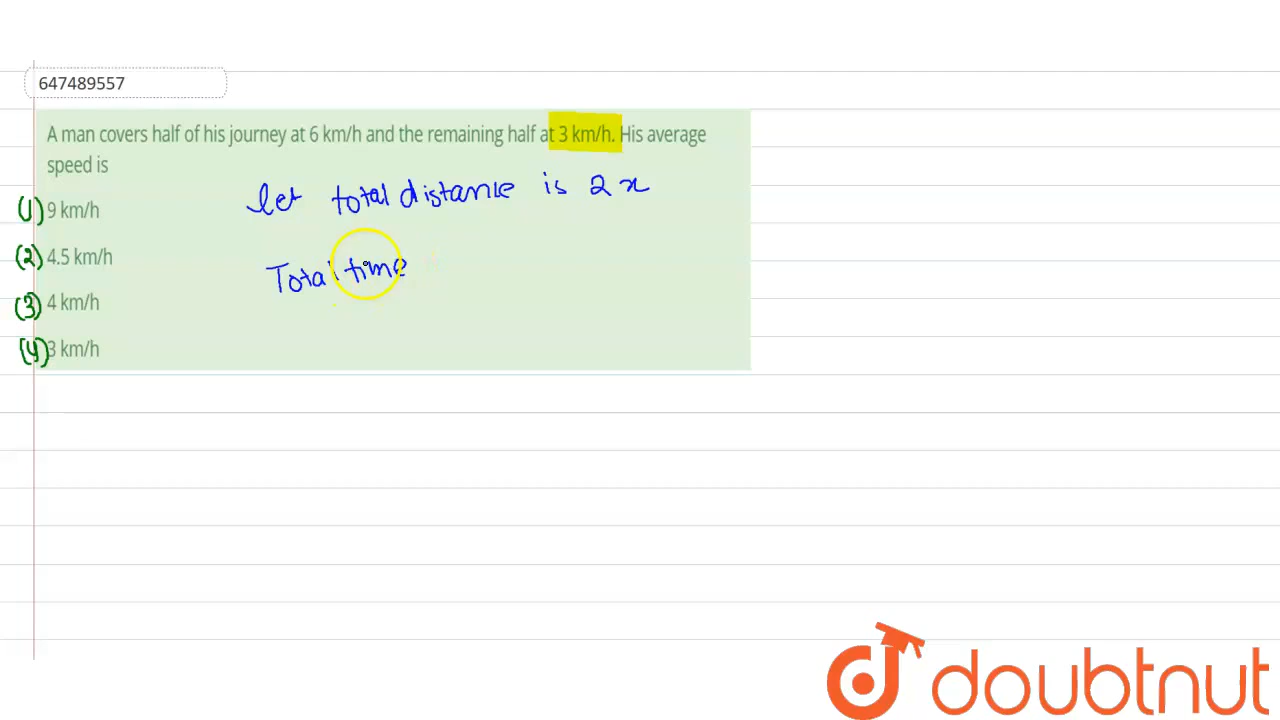 647489557
A man covers half of his journey at 6 km/h and the remaining half at 3 km/h. His average
speed is
let total distance is 2x
(1) 9 km/h
(2) 4.5 km/h
Total time
(3) 4 km/h
(4) 3 km/h
doubtnut